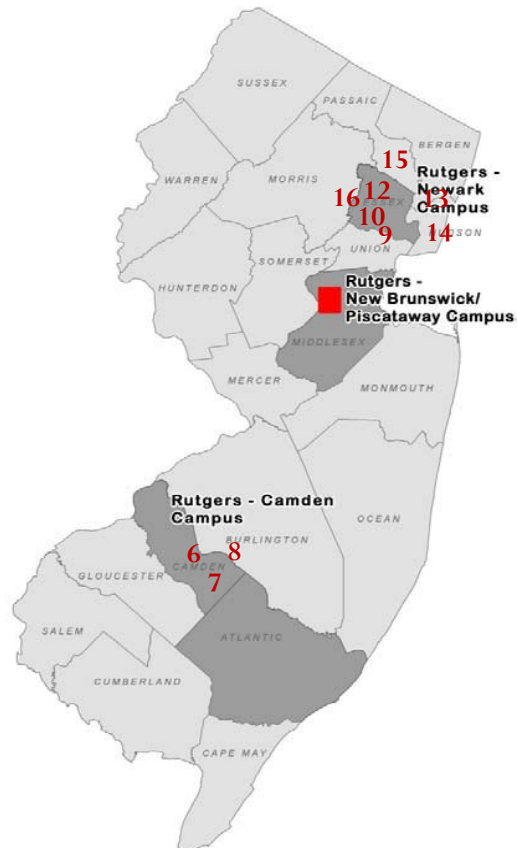 SUSSEX
PASSAIC
BERGEN
15
WARREN
MORRIS
Rutgers -
Newark
Campus
16
12
ESSEX
13
10
9
14
HUDSON
UNION
SOMERSET
HUNTERDON
Rutgers -
New Brunswick/
Piscataway Campus
MIDDLESEX
MERCER
MONMOUTH
Rutgers - Camden
Campus
OCEAN
6
8
BURLINGTON
CAMDEN
7
GLOUCESTER
SALEM
ATLANTIC
CUMBERLAND
CAPE MAY